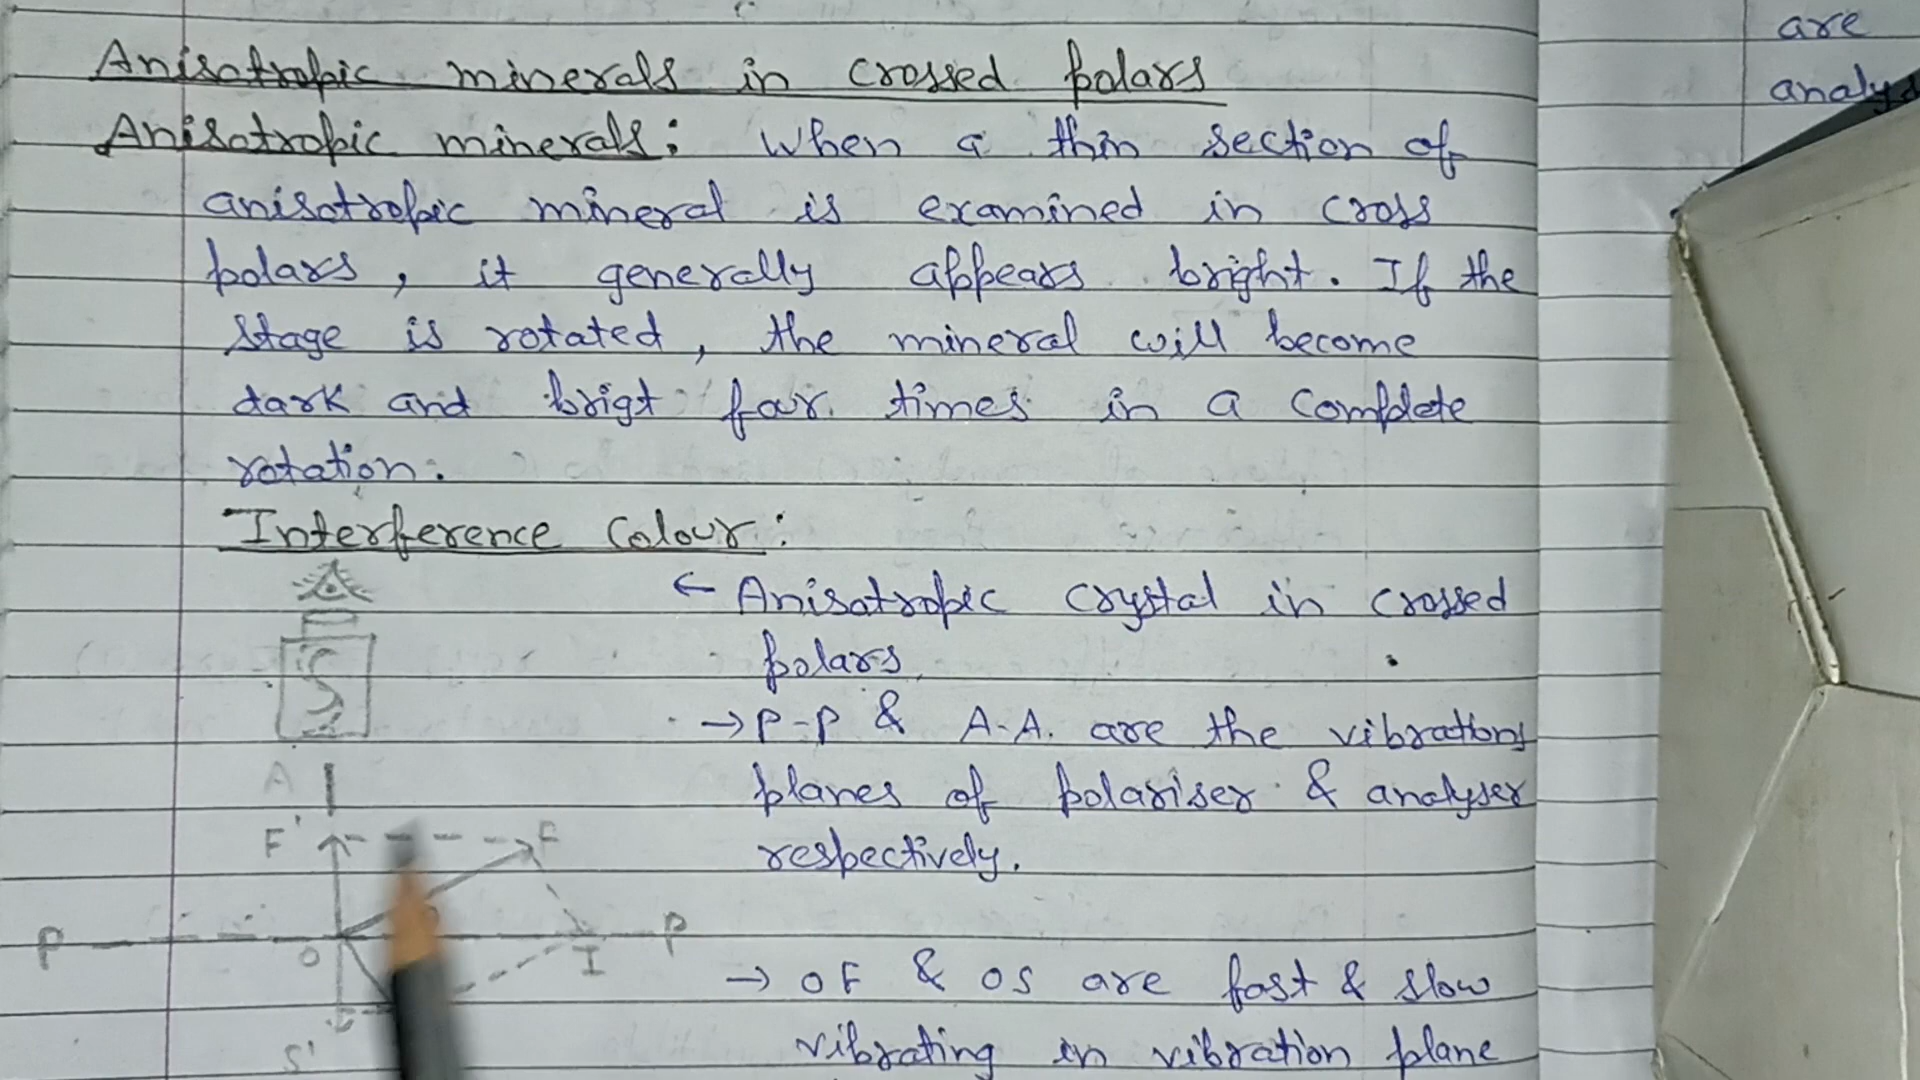 Anisotropic minerals in crossed polars
Anisotropic minerals: When a thin section of
anisotropic mineral is examined in cross
polars, it generally appears bright. If the
stage is rotated, the mineral will become
dark and brigt four times in a complete
rotation.
Interference Colour:
← Anisotropic crystal in crossed
polars
→ P-P & A-A. are the vibrations
planes of polariser & analyser
respectively.
→ OF & OS are fast & slow
vibrating in vibration plane
A
F'
F
P
O
I
P
S'
are